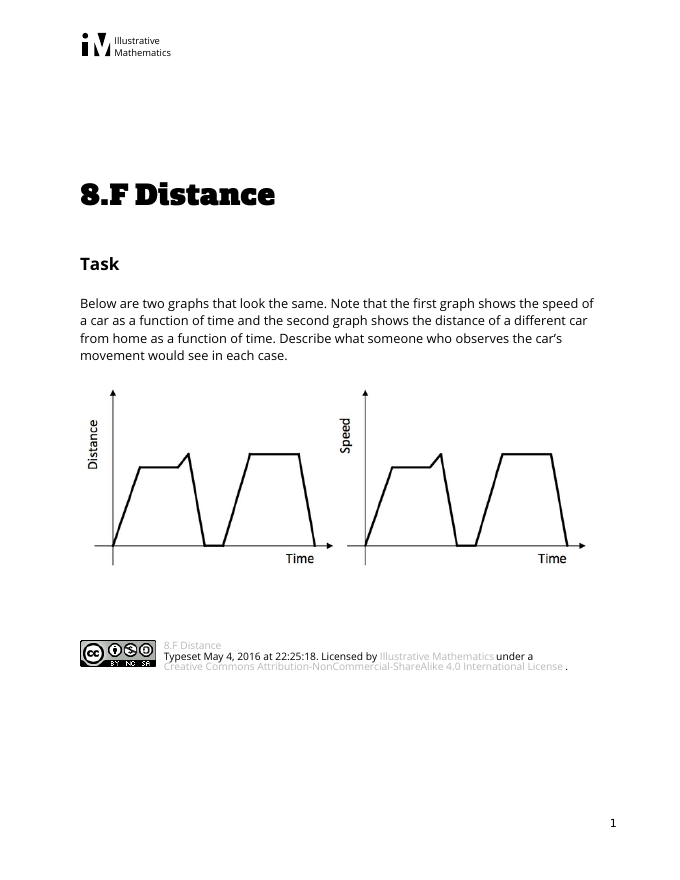 Illustrative
Mathematics
8.F Distance
Task
Below are two graphs that look the same. Note that the first graph shows the speed of
a car as a function of time and the second graph shows the distance of a different car
from home as a function of time. Describe what someone who observes the car’s
movement would see in each case.
Distance
Time
Speed
Time
cc
BY NC SA
8.F Distance
Typeset May 4, 2016 at 22:25:18. Licensed by Illustrative Mathematics under a
Creative Commons Attribution-NonCommercial-ShareAlike 4.0 International License .
1